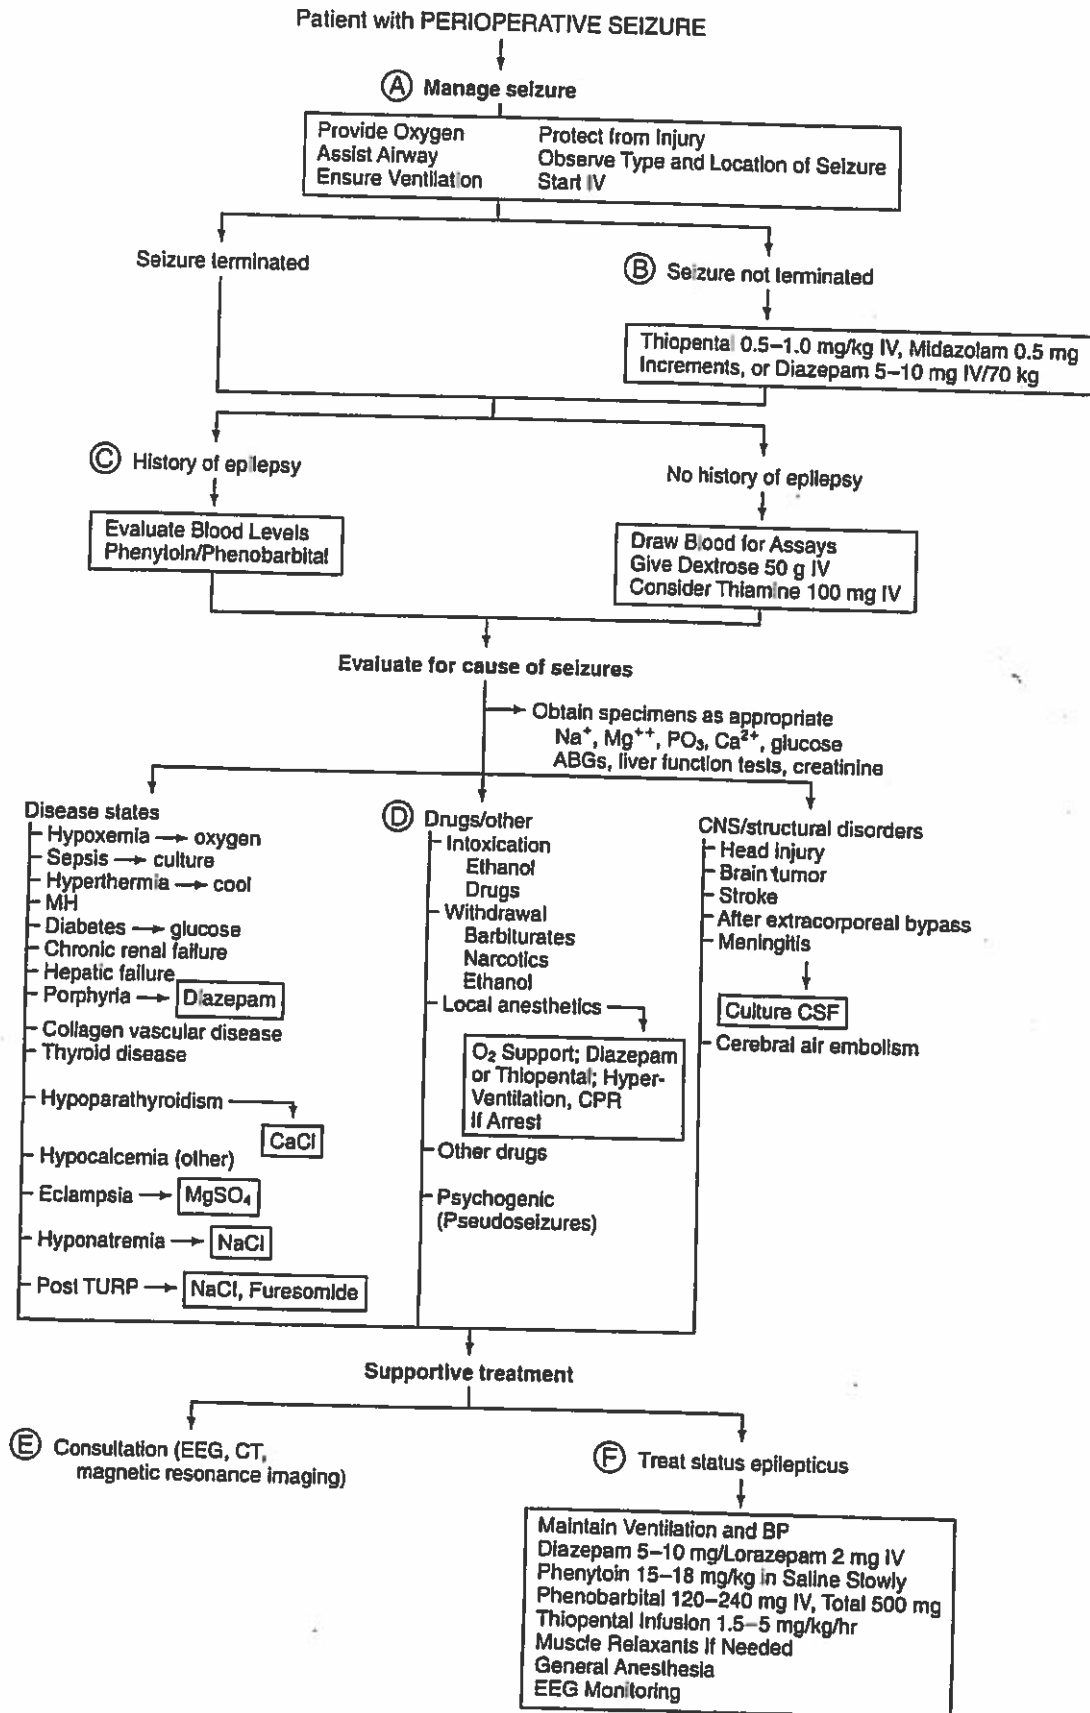 Patient with PERIOPERATIVE SEIZURE
Ⓐ Manage seizure
Provide Oxygen
Assist Airway
Ensure Ventilation
Protect from Injury
Observe Type and Location of Seizure
Start IV
Seizure terminated
Ⓑ Seizure not terminated
Thiopental 0.5–1.0 mg/kg IV, Midazolam 0.5 mg
Increments, or Diazepam 5–10 mg IV/70 kg
Ⓒ History of epilepsy
No history of epilepsy
Evaluate Blood Levels
Phenytoin/Phenobarbital
Draw Blood for Assays
Give Dextrose 50 g IV
Consider Thiamine 100 mg IV
Evaluate for cause of seizures
Obtain specimens as appropriate
Na⁺, Mg⁺⁺, PO₃, Ca²⁺, glucose
ABGs, liver function tests, creatinine
Disease states
Hypoxemia → oxygen
Sepsis → culture
Hyperthermia → cool
MH
Diabetes → glucose
Chronic renal failure
Hepatic failure
Porphyria → Diazepam
Collagen vascular disease
Thyroid disease
Hypoparathyroidism
CaCl
Hypocalcemia (other)
Eclampsia → MgSO₄
Hyponatremia → NaCl
Post TURP → NaCl, Furesomide
Ⓓ Drugs/other
Intoxication
Ethanol
Drugs
Withdrawal
Barbiturates
Narcotics
Ethanol
Local anesthetics
O₂ Support; Diazepam
or Thiopental; Hyper-
Ventilation, CPR
If Arrest
Other drugs
Psychogenic
(Pseudoseizures)
CNS/structural disorders
Head injury
Brain tumor
Stroke
After extracorporeal bypass
Meningitis
Culture CSF
Cerebral air embolism
Supportive treatment
Ⓔ Consultation (EEG, CT,
magnetic resonance imaging)
Ⓕ Treat status epilepticus
Maintain Ventilation and BP
Diazepam 5–10 mg/Lorazepam 2 mg IV
Phenytoin 15–18 mg/kg in Saline Slowly
Phenobarbital 120–240 mg IV, Total 500 mg
Thiopental Infusion 1.5–5 mg/kg/hr
Muscle Relaxants If Needed
General Anesthesia
EEG Monitoring